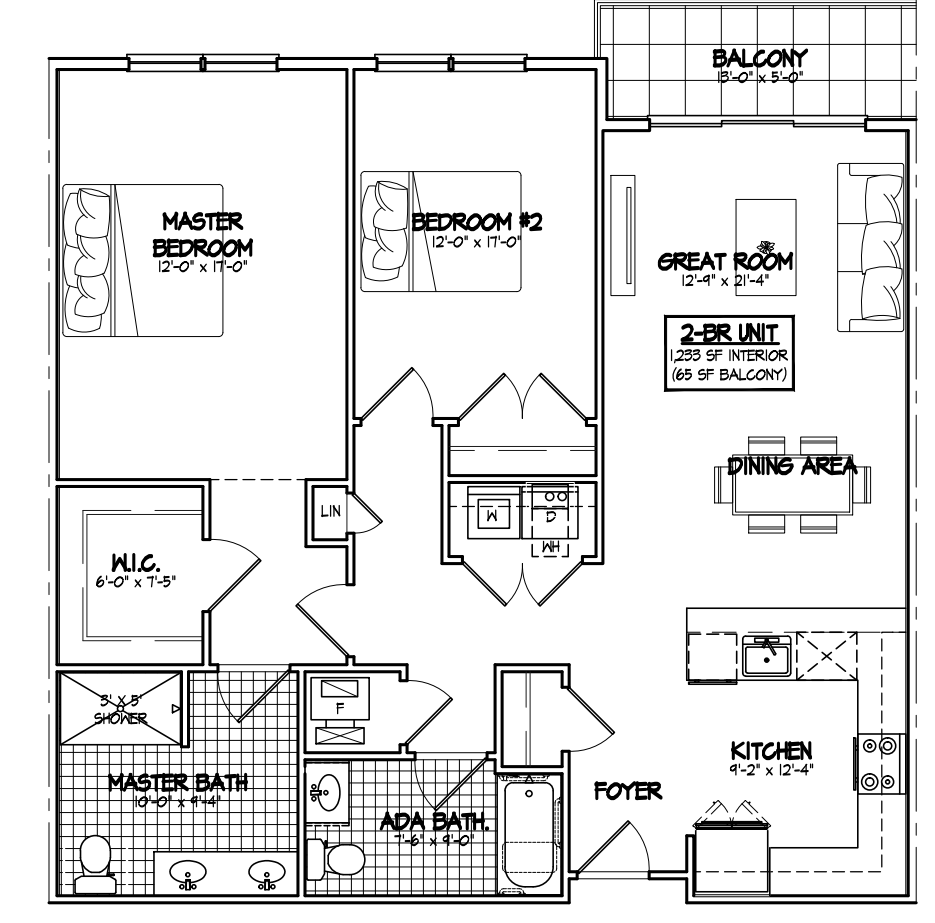 BALCONY
13'-0" x 5'-0"
MASTER
BEDROOM
12'-0" x 17'-0"
BEDROOM #2
12'-0" x 17'-0"
GREAT ROOM
12'-9" x 21'-4"
2-BR UNIT
1,233 SF INTERIOR
(65 SF BALCONY)
DINING AREA
LIN
W
D
WH
W.I.C.
6'-0" x 7'-5"
3' X 5'
SHOWER
F
KITCHEN
9'-2" x 12'-4"
MASTER BATH
10'-0" x 9'-4"
FOYER
ADA BATH.
7'-6" x 9'-0"